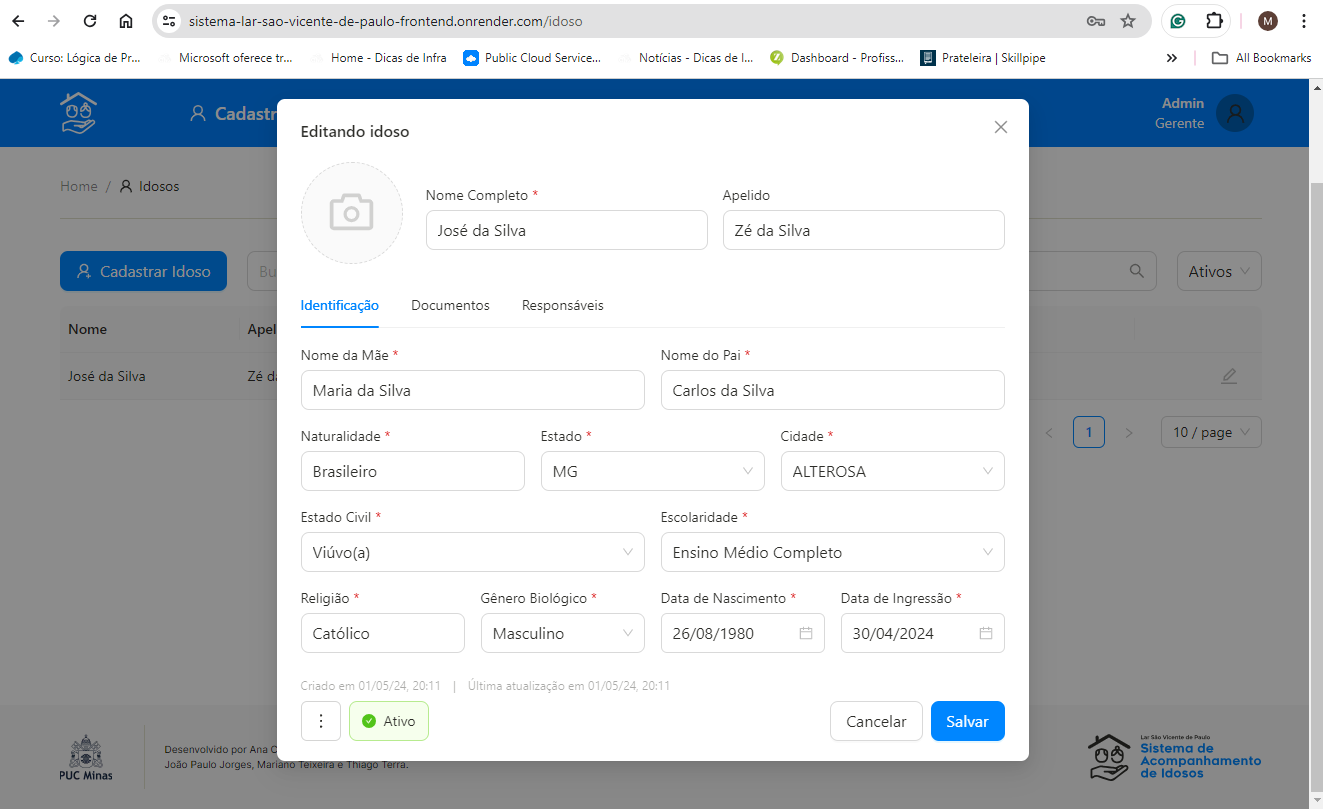 sistema-lar-sao-vicente-de-paulo-frontend.onrender.com/idoso
M
Curso: Lógica de Pr... Microsoft oferece tr... Home - Dicas de Infra Public Cloud Service... Notícias - Dicas de I... Dashboard - Profiss... Prateleira | Skillpipe » All Bookmarks
Cadastr
Admin
Gerente
Home / Idosos
Cadastrar Idoso
Bu
Ativos
Nome Apel
José da Silva Zé da
< 1 > 10 / page
Editando idoso
Nome Completo * Apelido
José da Silva Zé da Silva
Identificação Documentos Responsáveis
Nome da Mãe * Nome do Pai *
Maria da Silva Carlos da Silva
Naturalidade * Estado * Cidade *
Brasileiro MG ALTEROSA
Estado Civil * Escolaridade *
Viúvo(a) Ensino Médio Completo
Religião * Gênero Biológico * Data de Nascimento * Data de Ingressão *
Católico Masculino 26/08/1980 30/04/2024
Criado em 01/05/24, 20:11 | Última atualização em 01/05/24, 20:11
Ativo Cancelar Salvar
PUC Minas
Desenvolvido por Ana C
João Paulo Jorges, Mariano Teixeira e Thiago Terra.
Lar São Vicente de Paulo
Sistema de
Acompanhamento
de Idosos